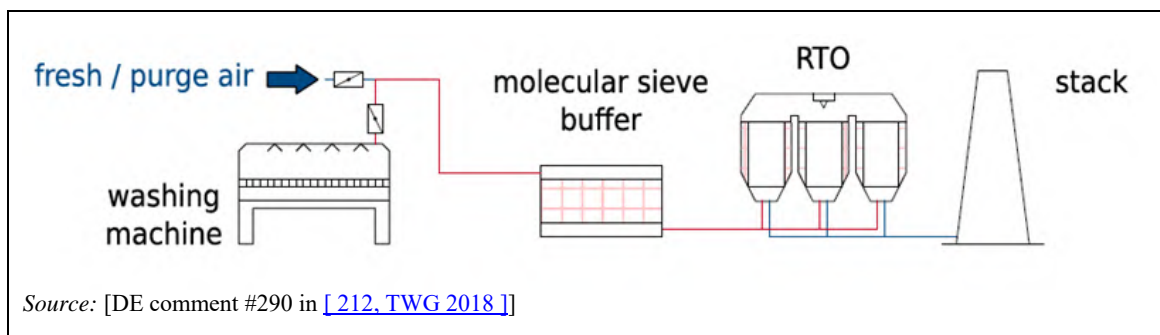 fresh / purge air
washing
machine
molecular sieve
buffer
RTO
stack
Source: [DE comment #290 in [ 212, TWG 2018 ]]